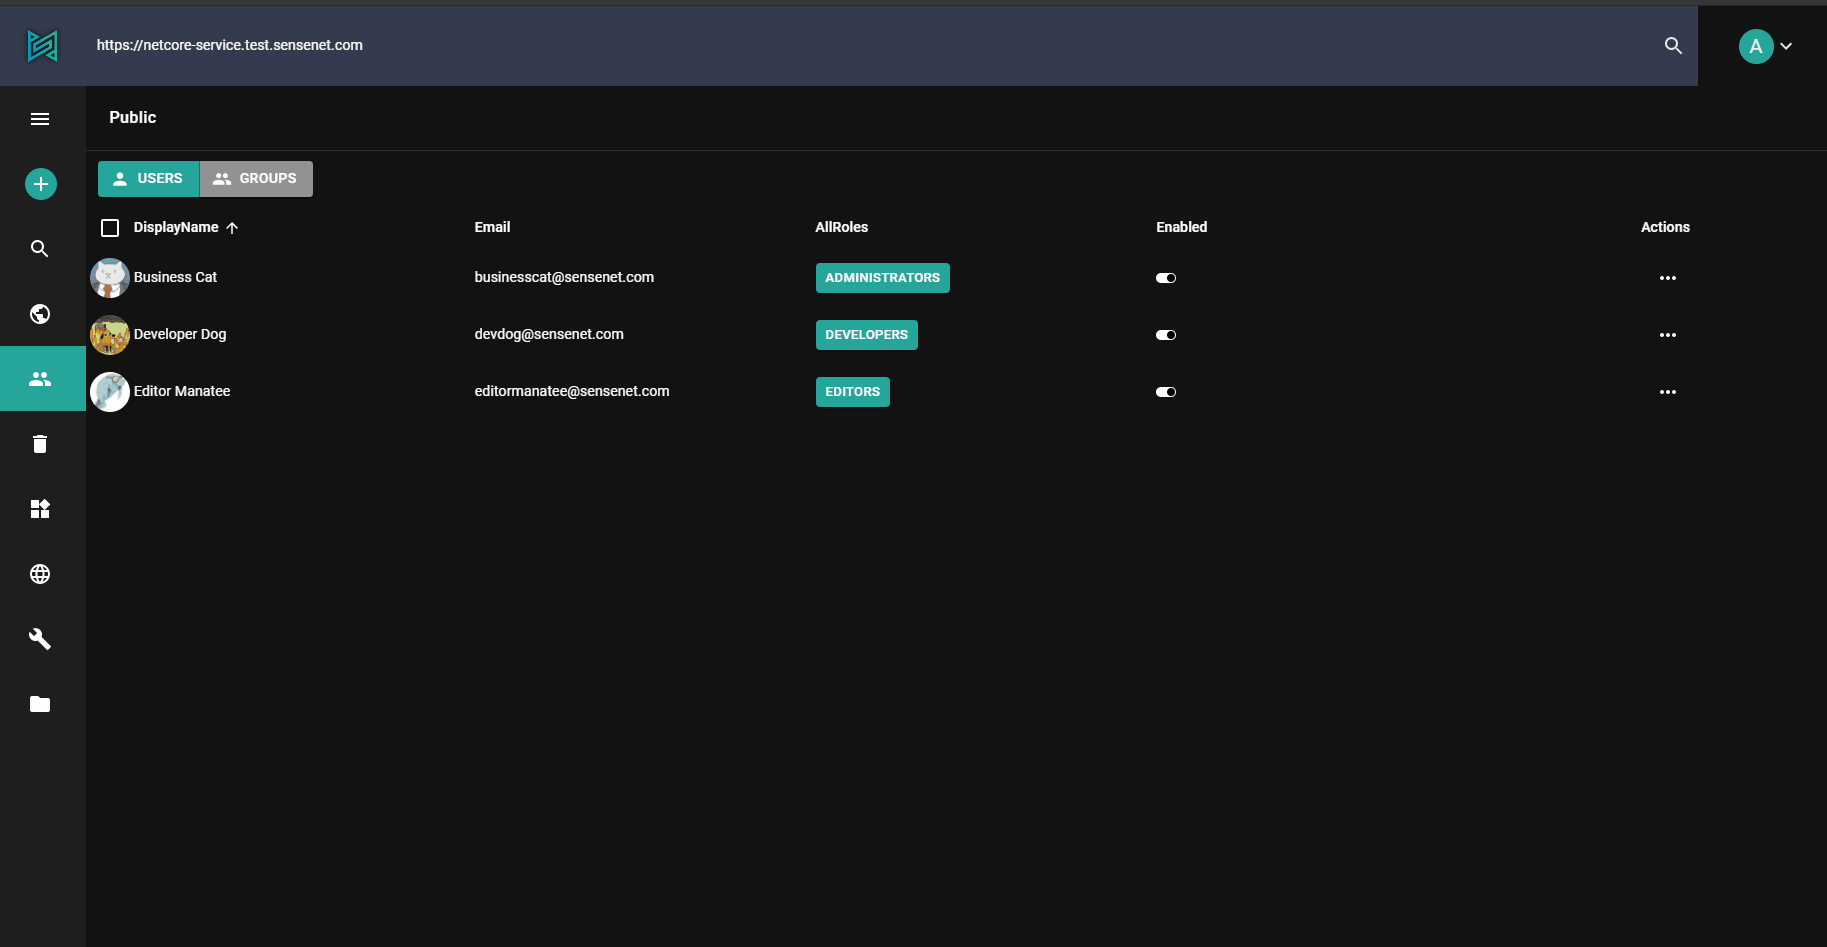 https://netcore-service.test.sensenet.com
A
Public
USERS GROUPS
DisplayName Email AllRoles Enabled Actions
Business Cat businesscat@sensenet.com ADMINISTRATORS
Developer Dog devdog@sensenet.com DEVELOPERS
Editor Manatee editormanatee@sensenet.com EDITORS